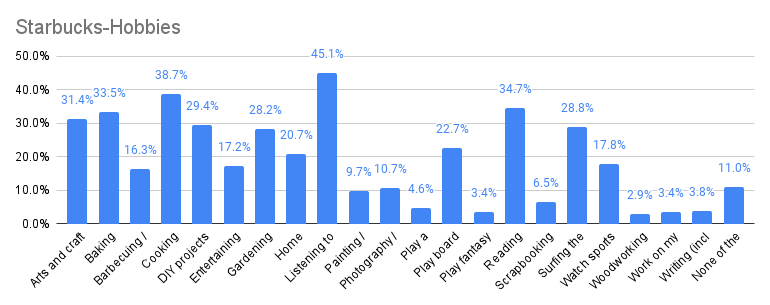 Starbucks-Hobbies
50.0%
40.0%
30.0%
20.0%
10.0%
0.0%
31.4%
33.5%
16.3%
38.7%
29.4%
17.2%
28.2%
20.7%
45.1%
9.7%
10.7%
4.6%
22.7%
3.4%
34.7%
6.5%
28.8%
17.8%
2.9%
3.4%
3.8%
11.0%
Arts and craft
Baking
Barbecuing /
Cooking
DIY projects
Entertaining
Gardening
Home
Listening to
Painting /
Photography /
Play a
Play board
Play fantasy
Reading
Scrapbooking
Surfing the
Watch sports
Woodworking
Work on my
Writing (incl
None of the